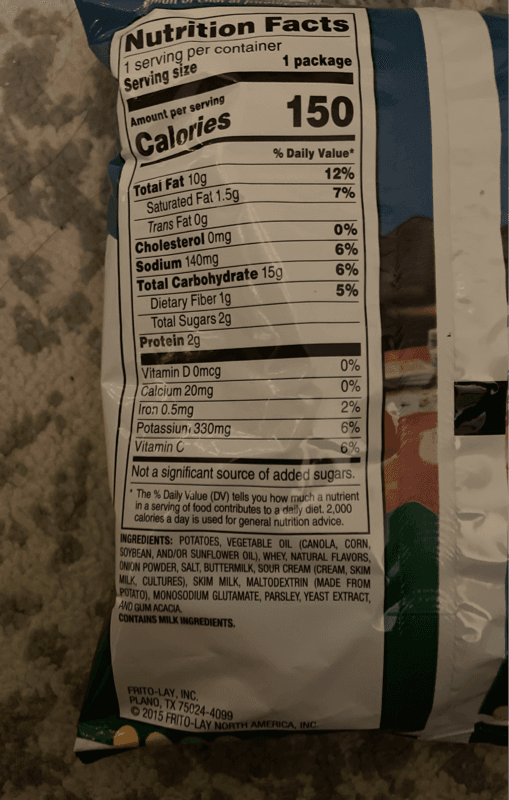 Nutrition Facts
1 serving per container
Serving size 1 package
Amount per serving
Calories 150
% Daily Value*
Total Fat 10g 12%
Saturated Fat 1.5g 7%
Trans Fat 0g
Cholesterol 0mg 0%
Sodium 140mg 6%
Total Carbohydrate 15g 6%
Dietary Fiber 1g 5%
Total Sugars 2g
Protein 2g
Vitamin D 0mcg 0%
Calcium 20mg 0%
Iron 0.5mg 2%
Potassium 330mg 6%
Vitamin C 6%
Not a significant source of added sugars.
* The % Daily Value (DV) tells you how much a nutrient
in a serving of food contributes to a daily diet. 2,000
calories a day is used for general nutrition advice.
INGREDIENTS: POTATOES, VEGETABLE OIL (CANOLA, CORN,
SOYBEAN, AND/OR SUNFLOWER OIL), WHEY, NATURAL FLAVORS,
ONION POWDER, SALT, BUTTERMILK, SOUR CREAM (CREAM, SKIM
MILK, CULTURES), SKIM MILK, MALTODEXTRIN (MADE FROM
POTATO), MONOSODIUM GLUTAMATE, PARSLEY, YEAST EXTRACT,
AND GUM ACACIA.
CONTAINS MILK INGREDIENTS.
FRITO-LAY, INC.
PLANO, TX 75024-4099
© 2015 FRITO-LAY NORTH AMERICA, INC.